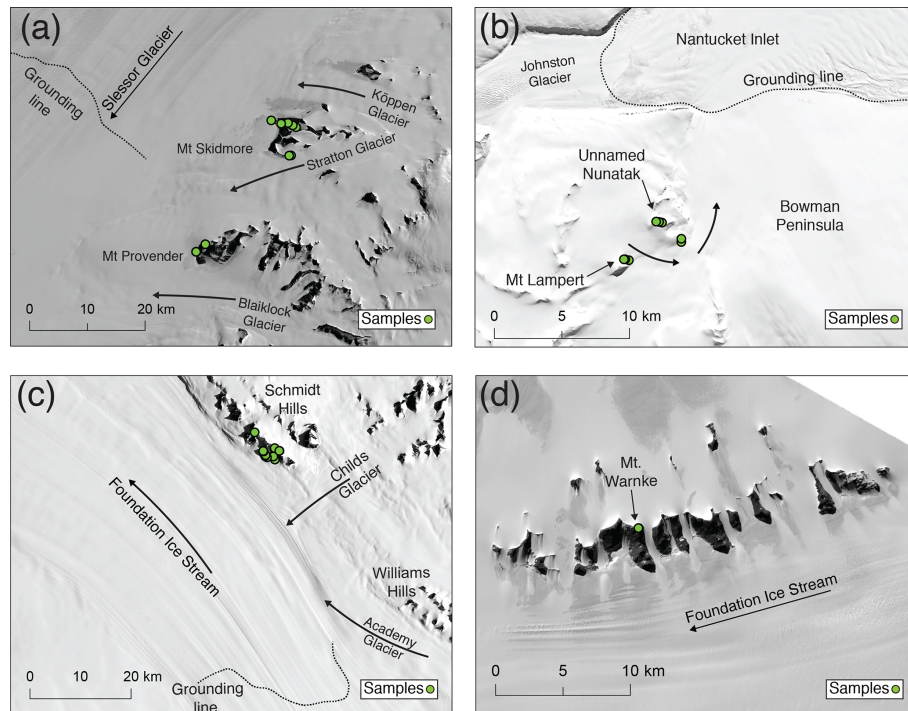 (a)
Slessor Glacier
Grounding
line
Köppen
Glacier
Mt Skidmore
Stratton Glacier
Mt Provender
Blaiklock
Glacier
0 10 20 km
Samples
(b)
Nantucket Inlet
Johnston
Glacier
Grounding line
Unnamed
Nunatak
Bowman
Peninsula
Mt Lampert
0 5 10 km
Samples
(c)
Schmidt
Hills
Childs
Glacier
Foundation Ice Stream
Williams
Hills
Academy
Glacier
0 10 20 km
Grounding
line
Samples
(d)
Mt.
Warnke
Foundation Ice Stream
0 5 10 km
Samples